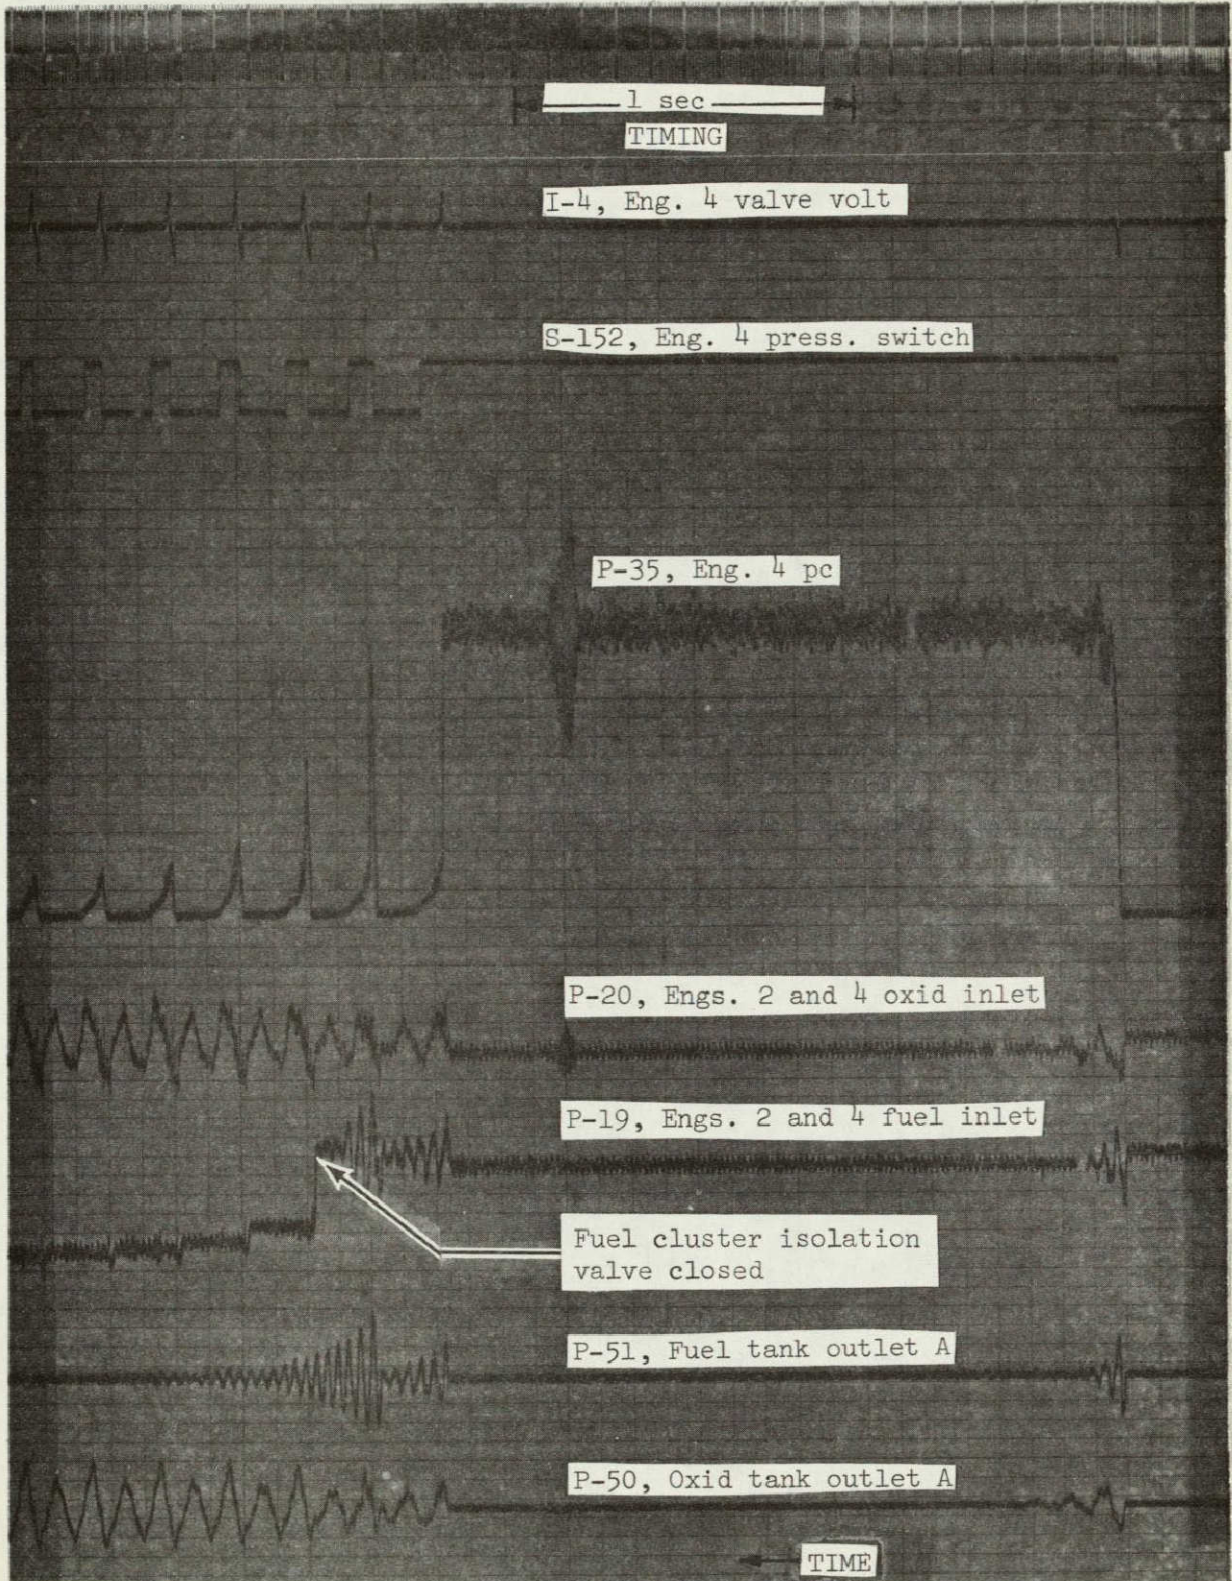 1 sec
TIMING
I-4, Eng. 4 valve volt
S-152, Eng. 4 press. switch
P-35, Eng. 4 pc
P-20, Engs. 2 and 4 oxid inlet
P-19, Engs. 2 and 4 fuel inlet
Fuel cluster isolation
valve closed
P-51, Fuel tank outlet A
P-50, Oxid tank outlet A
TIME